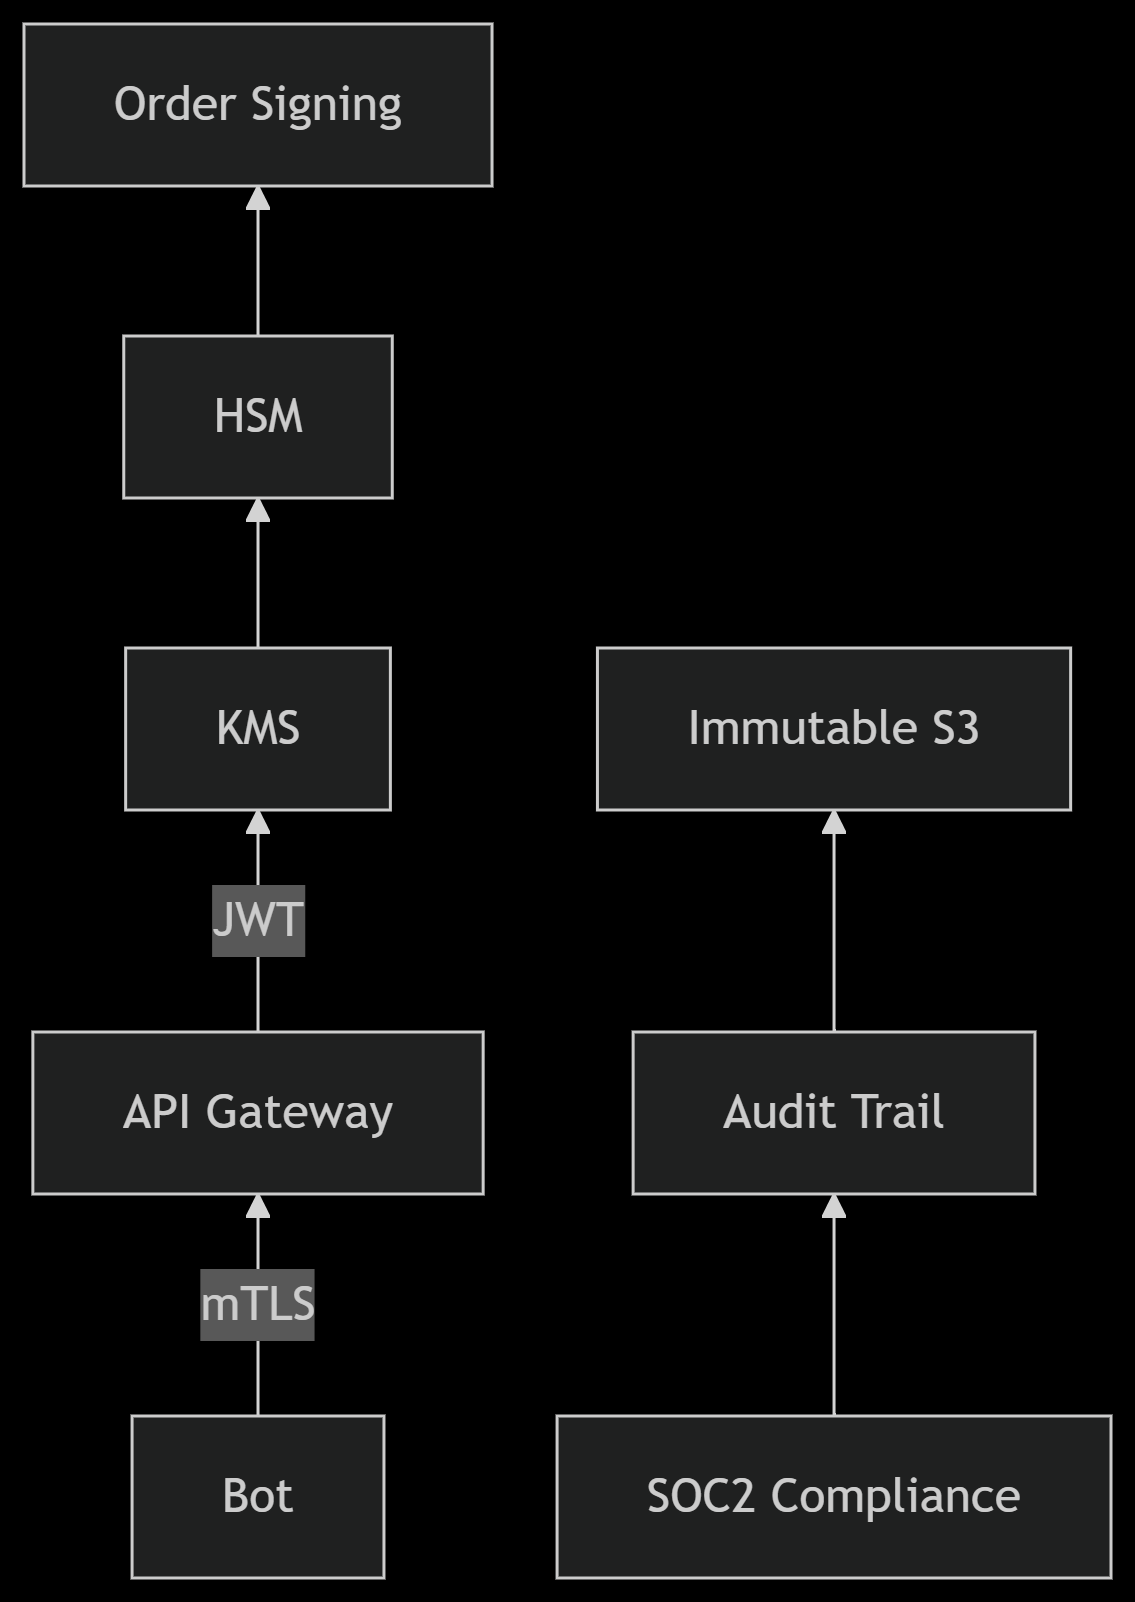 Order Signing
HSM
KMS
Immutable S3
JWT
API Gateway
Audit Trail
mTLS
Bot
SOC2 Compliance